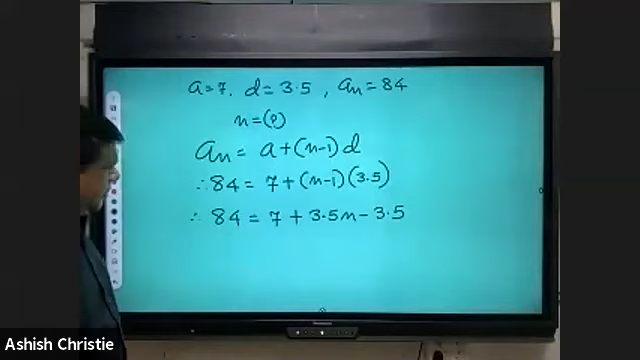 a=7. d=3.5, an=84
n=(?)
an= a+(n-1)d
∴84= 7+(n-1)(3.5)
∴ 84 = 7+3.5n-3.5
Ashish Christie